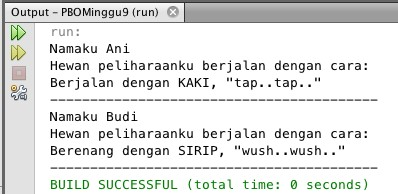 Output – PBOMinggu9 (run)
run:
Namaku Ani
Hewan peliharaanku berjalan dengan cara:
Berjalan dengan KAKI, "tap..tap.."
----------------------------------------
Namaku Budi
Hewan peliharaanku berjalan dengan cara:
Berenang dengan SIRIP, "wush..wush.."
----------------------------------------
BUILD SUCCESSFUL (total time: 0 seconds)